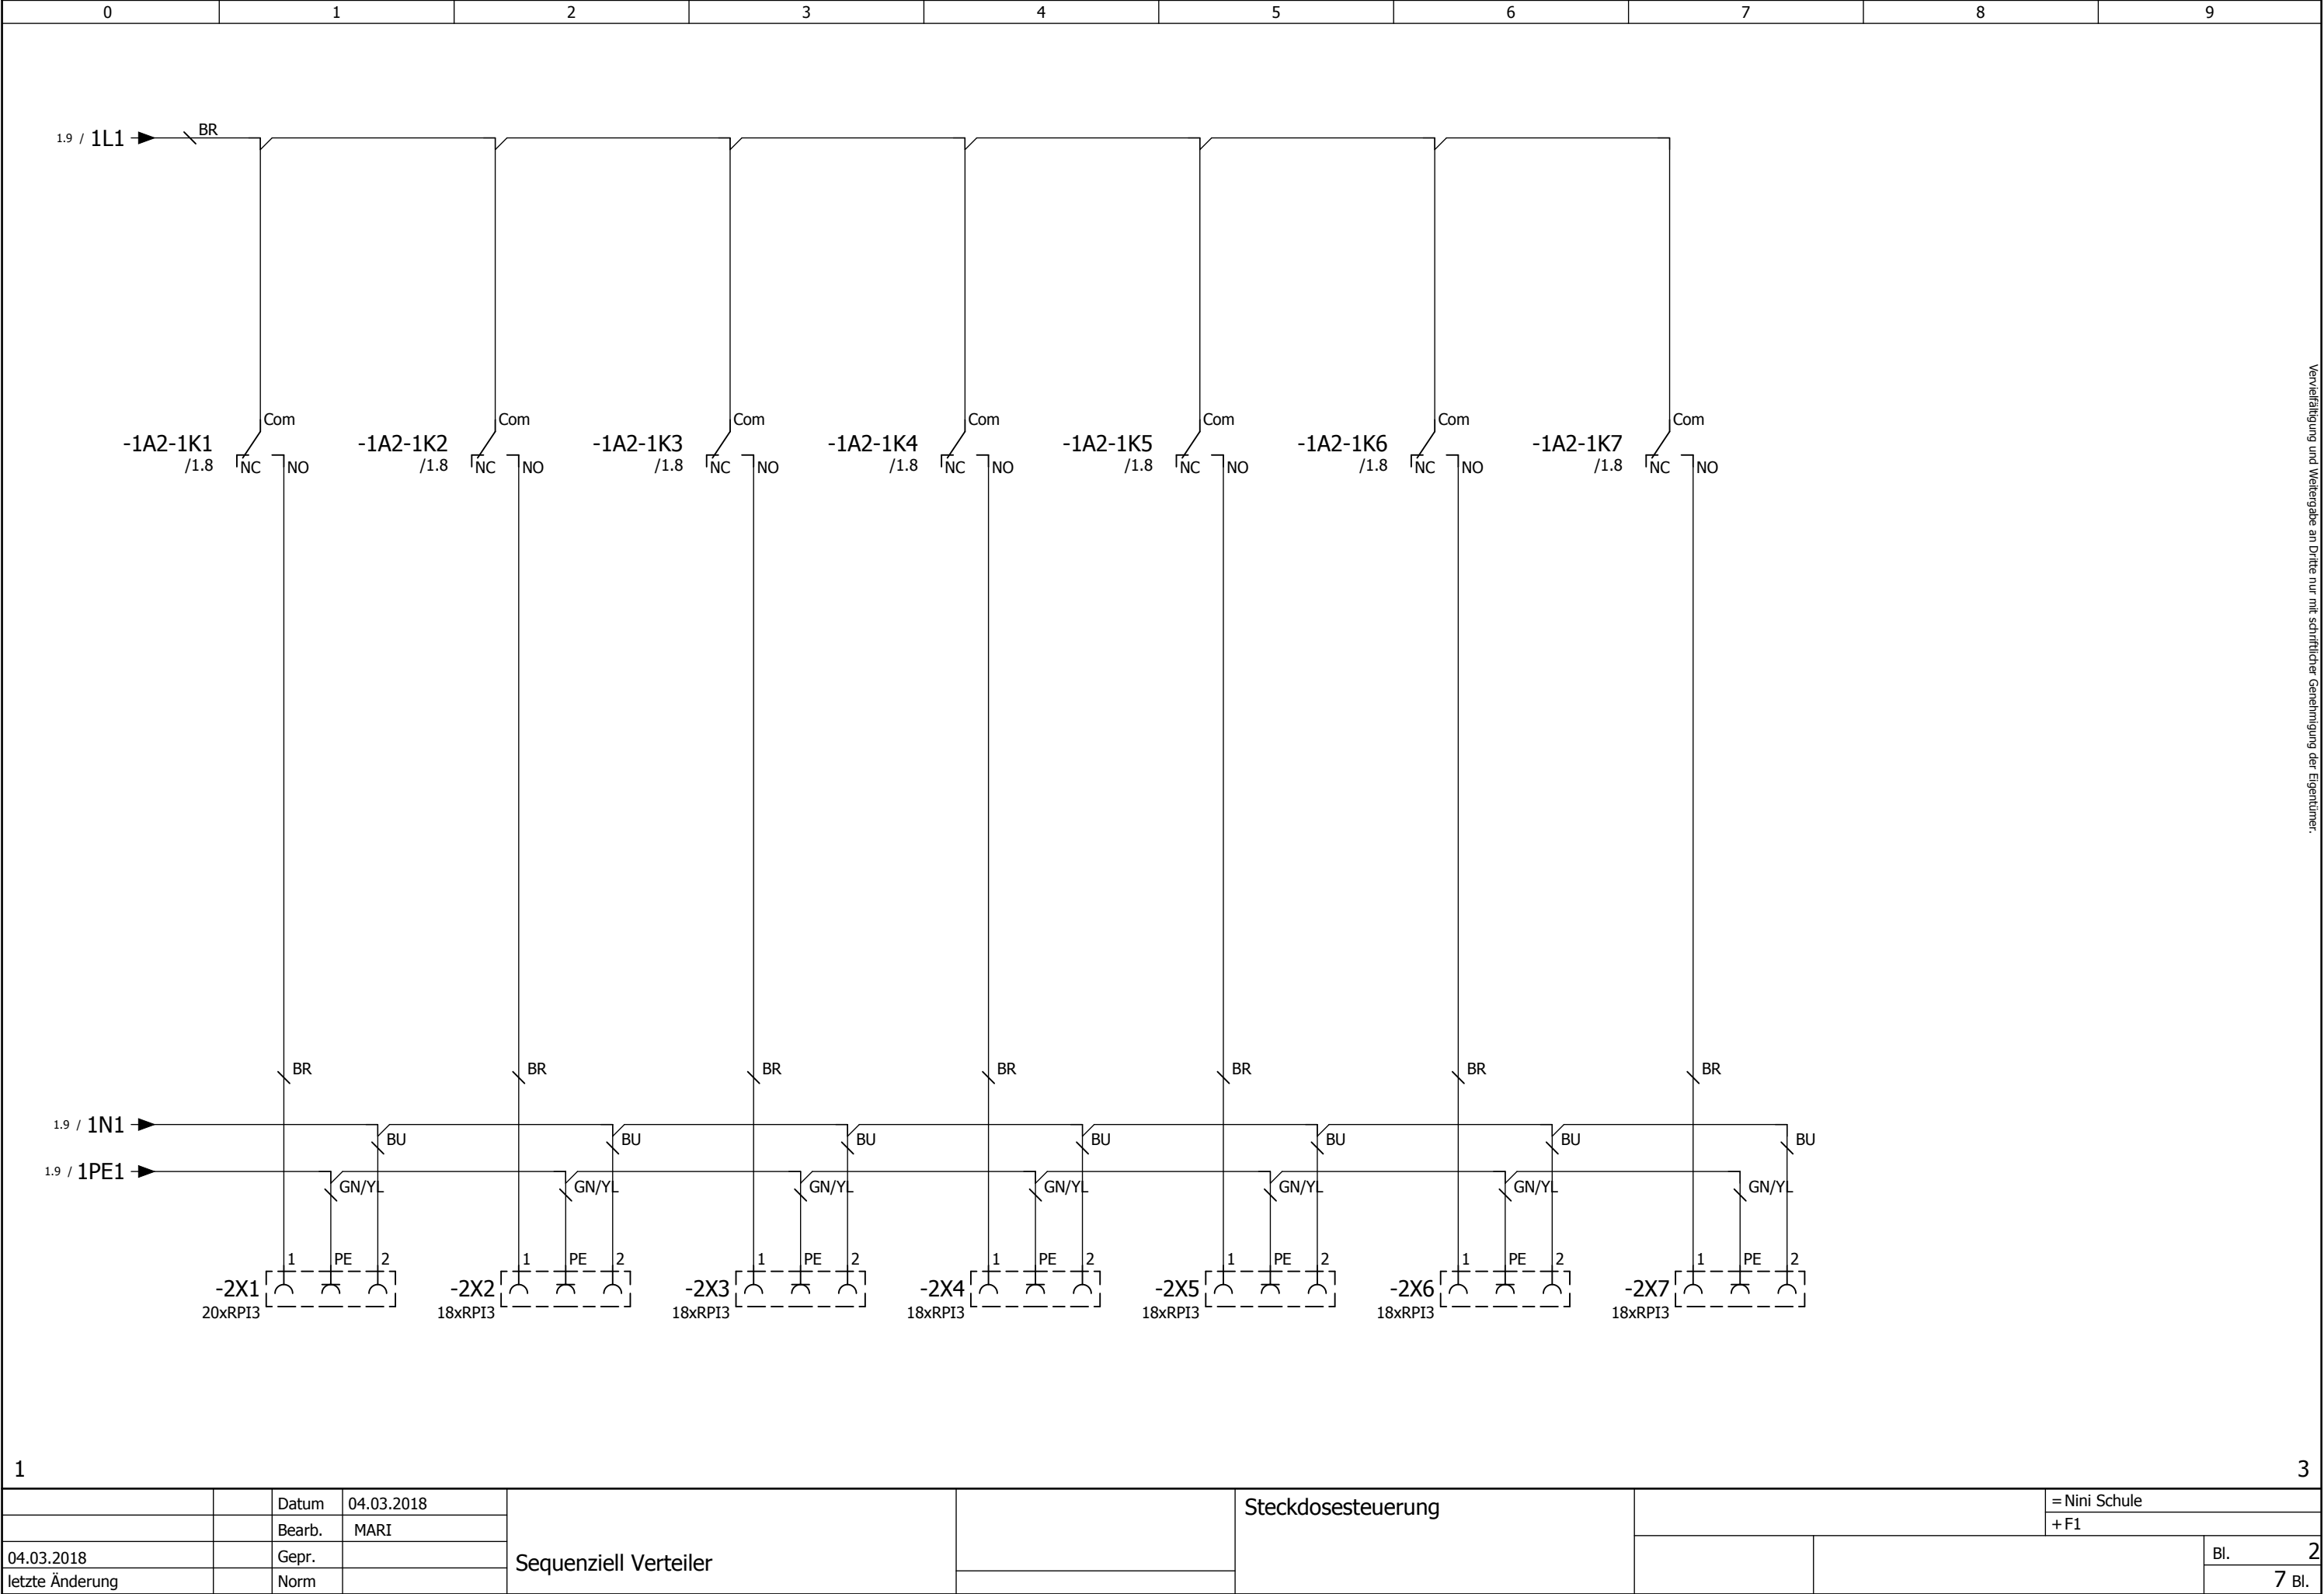 0 1 2 3 4 5 6 7 8 9
1.9 / 1L1 BR
Com Com Com Com Com Com Com
-1A2-1K1 -1A2-1K2 -1A2-1K3 -1A2-1K4 -1A2-1K5 -1A2-1K6 -1A2-1K7
/1.8 NC NO /1.8 NC NO /1.8 NC NO /1.8 NC NO /1.8 NC NO /1.8 NC NO /1.8 NC NO
Vervielfältigung und Weitergabe an Dritte nur mit schriftlicher Genehmigung der Eigentümer.
BR BR BR BR BR BR BR
1.9 / 1N1
BU BU BU BU BU BU BU
1.9 / 1PE1
GN/YL GN/YL GN/YL GN/YL GN/YL GN/YL GN/YL
1 PE 2 1 PE 2 1 PE 2 1 PE 2 1 PE 2 1 PE 2 1 PE 2
-2X1 -2X2 -2X3 -2X4 -2X5 -2X6 -2X7
20xRPI3 18xRPI3 18xRPI3 18xRPI3 18xRPI3 18xRPI3 18xRPI3
1 3
Datum 04.03.2018
Bearb. MARI
04.03.2018 Gepr.
letzte Änderung Norm
Sequenziell Verteiler
Steckdosesteuerung
= Nini Schule
+ F1
Bl. 2
7 Bl.